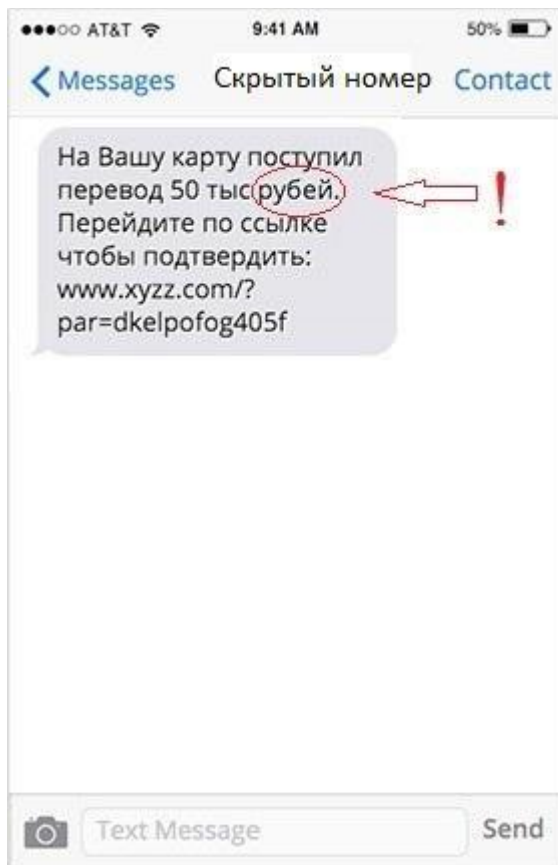 AT&T 9:41 AM 50%
Messages Скрытый номер Contact
На Вашу карту поступил
перевод 50 тыс рублей.
Перейдите по ссылке
чтобы подтвердить:
www.xyzz.com/?
par=dkelpofog405f
!
Text Message Send